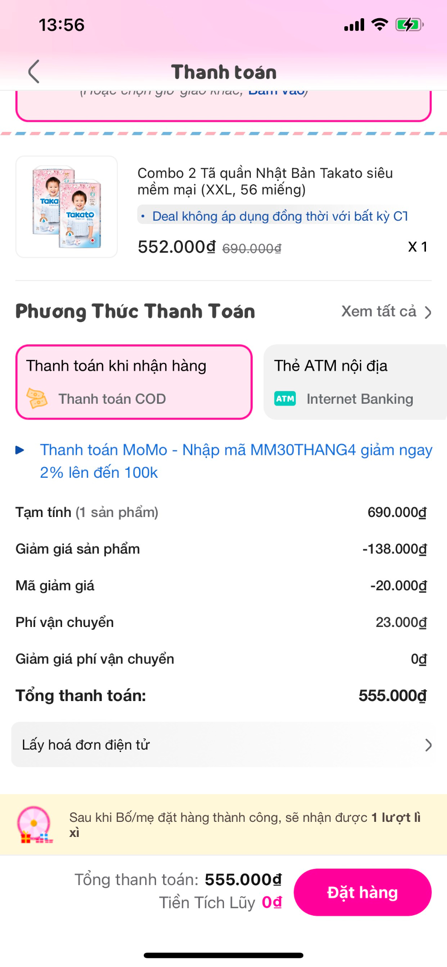 13:56
Thanh toán
(Hoặc chọn giờ giao khác, Bấm vào)
Takato
Takato
Combo 2 Tã quần Nhật Bản Takato siêu
mềm mại (XXL, 56 miếng)
• Deal không áp dụng đồng thời với bất kỳ CT
552.000₫ 690.000₫
X 1
Phương Thức Thanh Toán
Xem tất cả
Thanh toán khi nhận hàng
Thanh toán COD
Thẻ ATM nội địa
ATM Internet Banking
Thanh toán MoMo - Nhập mã MM30THANG4 giảm ngay
2% lên đến 100k
Tạm tính (1 sản phẩm) 690.000₫
Giảm giá sản phẩm -138.000₫
Mã giảm giá -20.000₫
Phí vận chuyển 23.000₫
Giảm giá phí vận chuyển 0₫
Tổng thanh toán: 555.000₫
Lấy hoá đơn điện tử
Sau khi Bố/mẹ đặt hàng thành công, sẽ nhận được 1 lượt lì
xì
Tổng thanh toán: 555.000₫
Tiền Tích Lũy 0₫
Đặt hàng